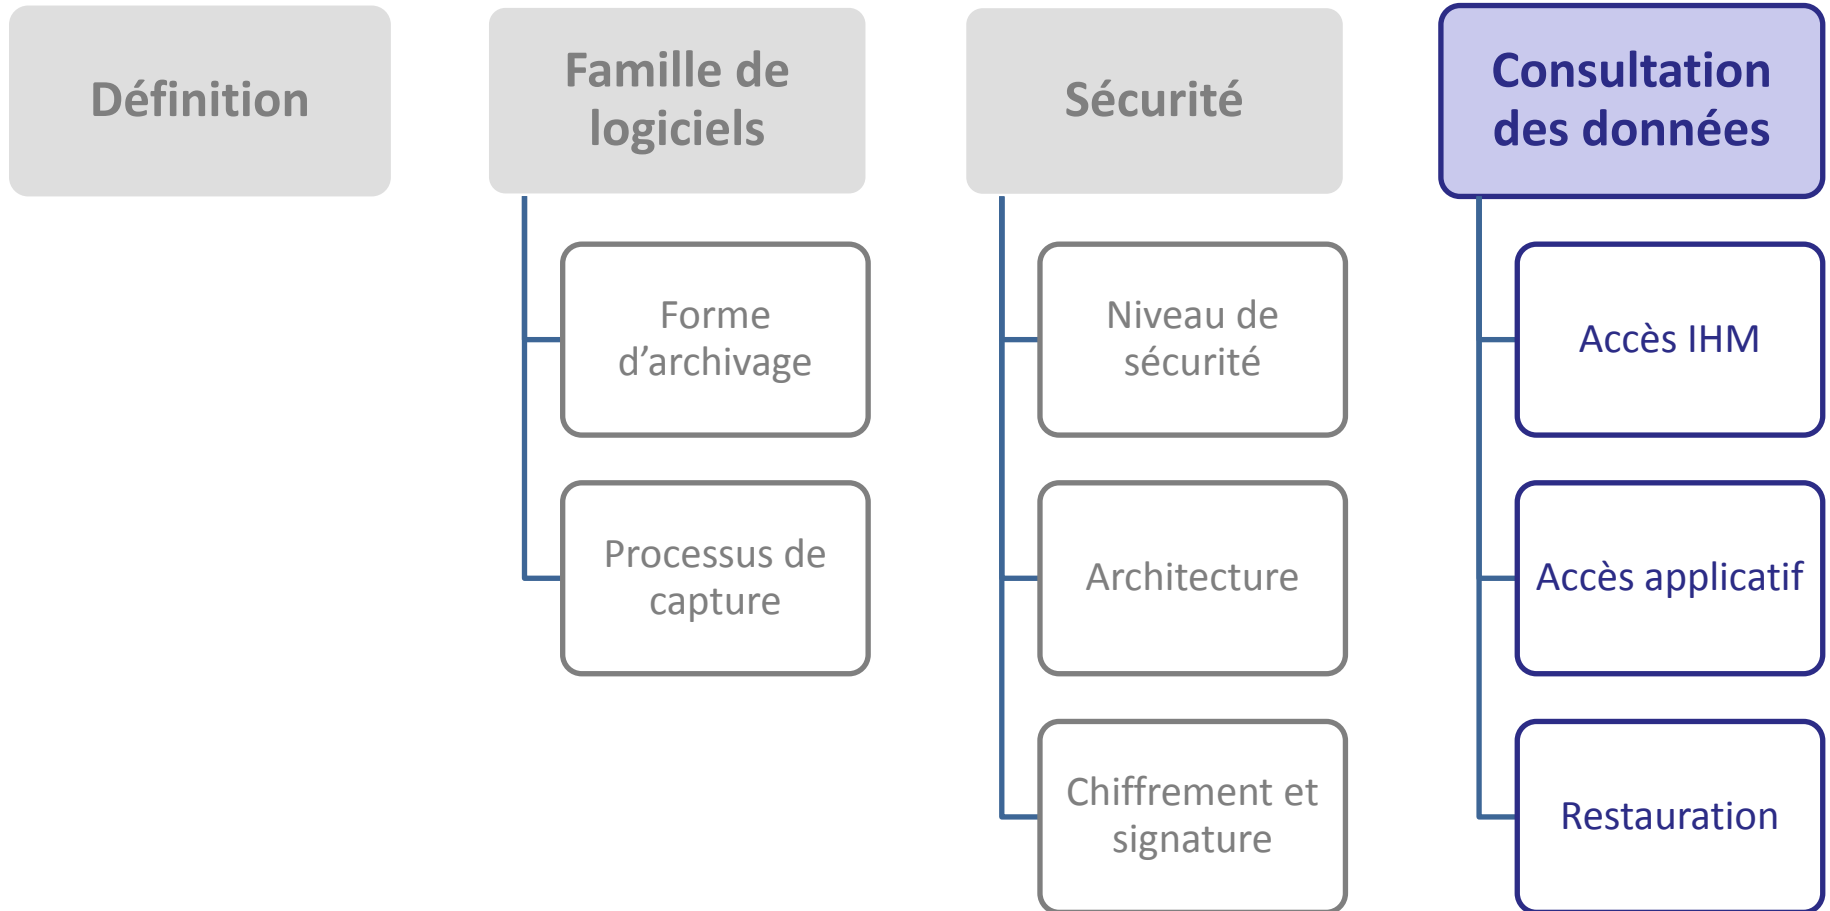 Définition
Famille de
logiciels
Forme
d’archivage
Processus de
capture
Sécurité
Niveau de
sécurité
Architecture
Chiffrement et
signature
Consultation
des données
Accès IHM
Accès applicatif
Restauration